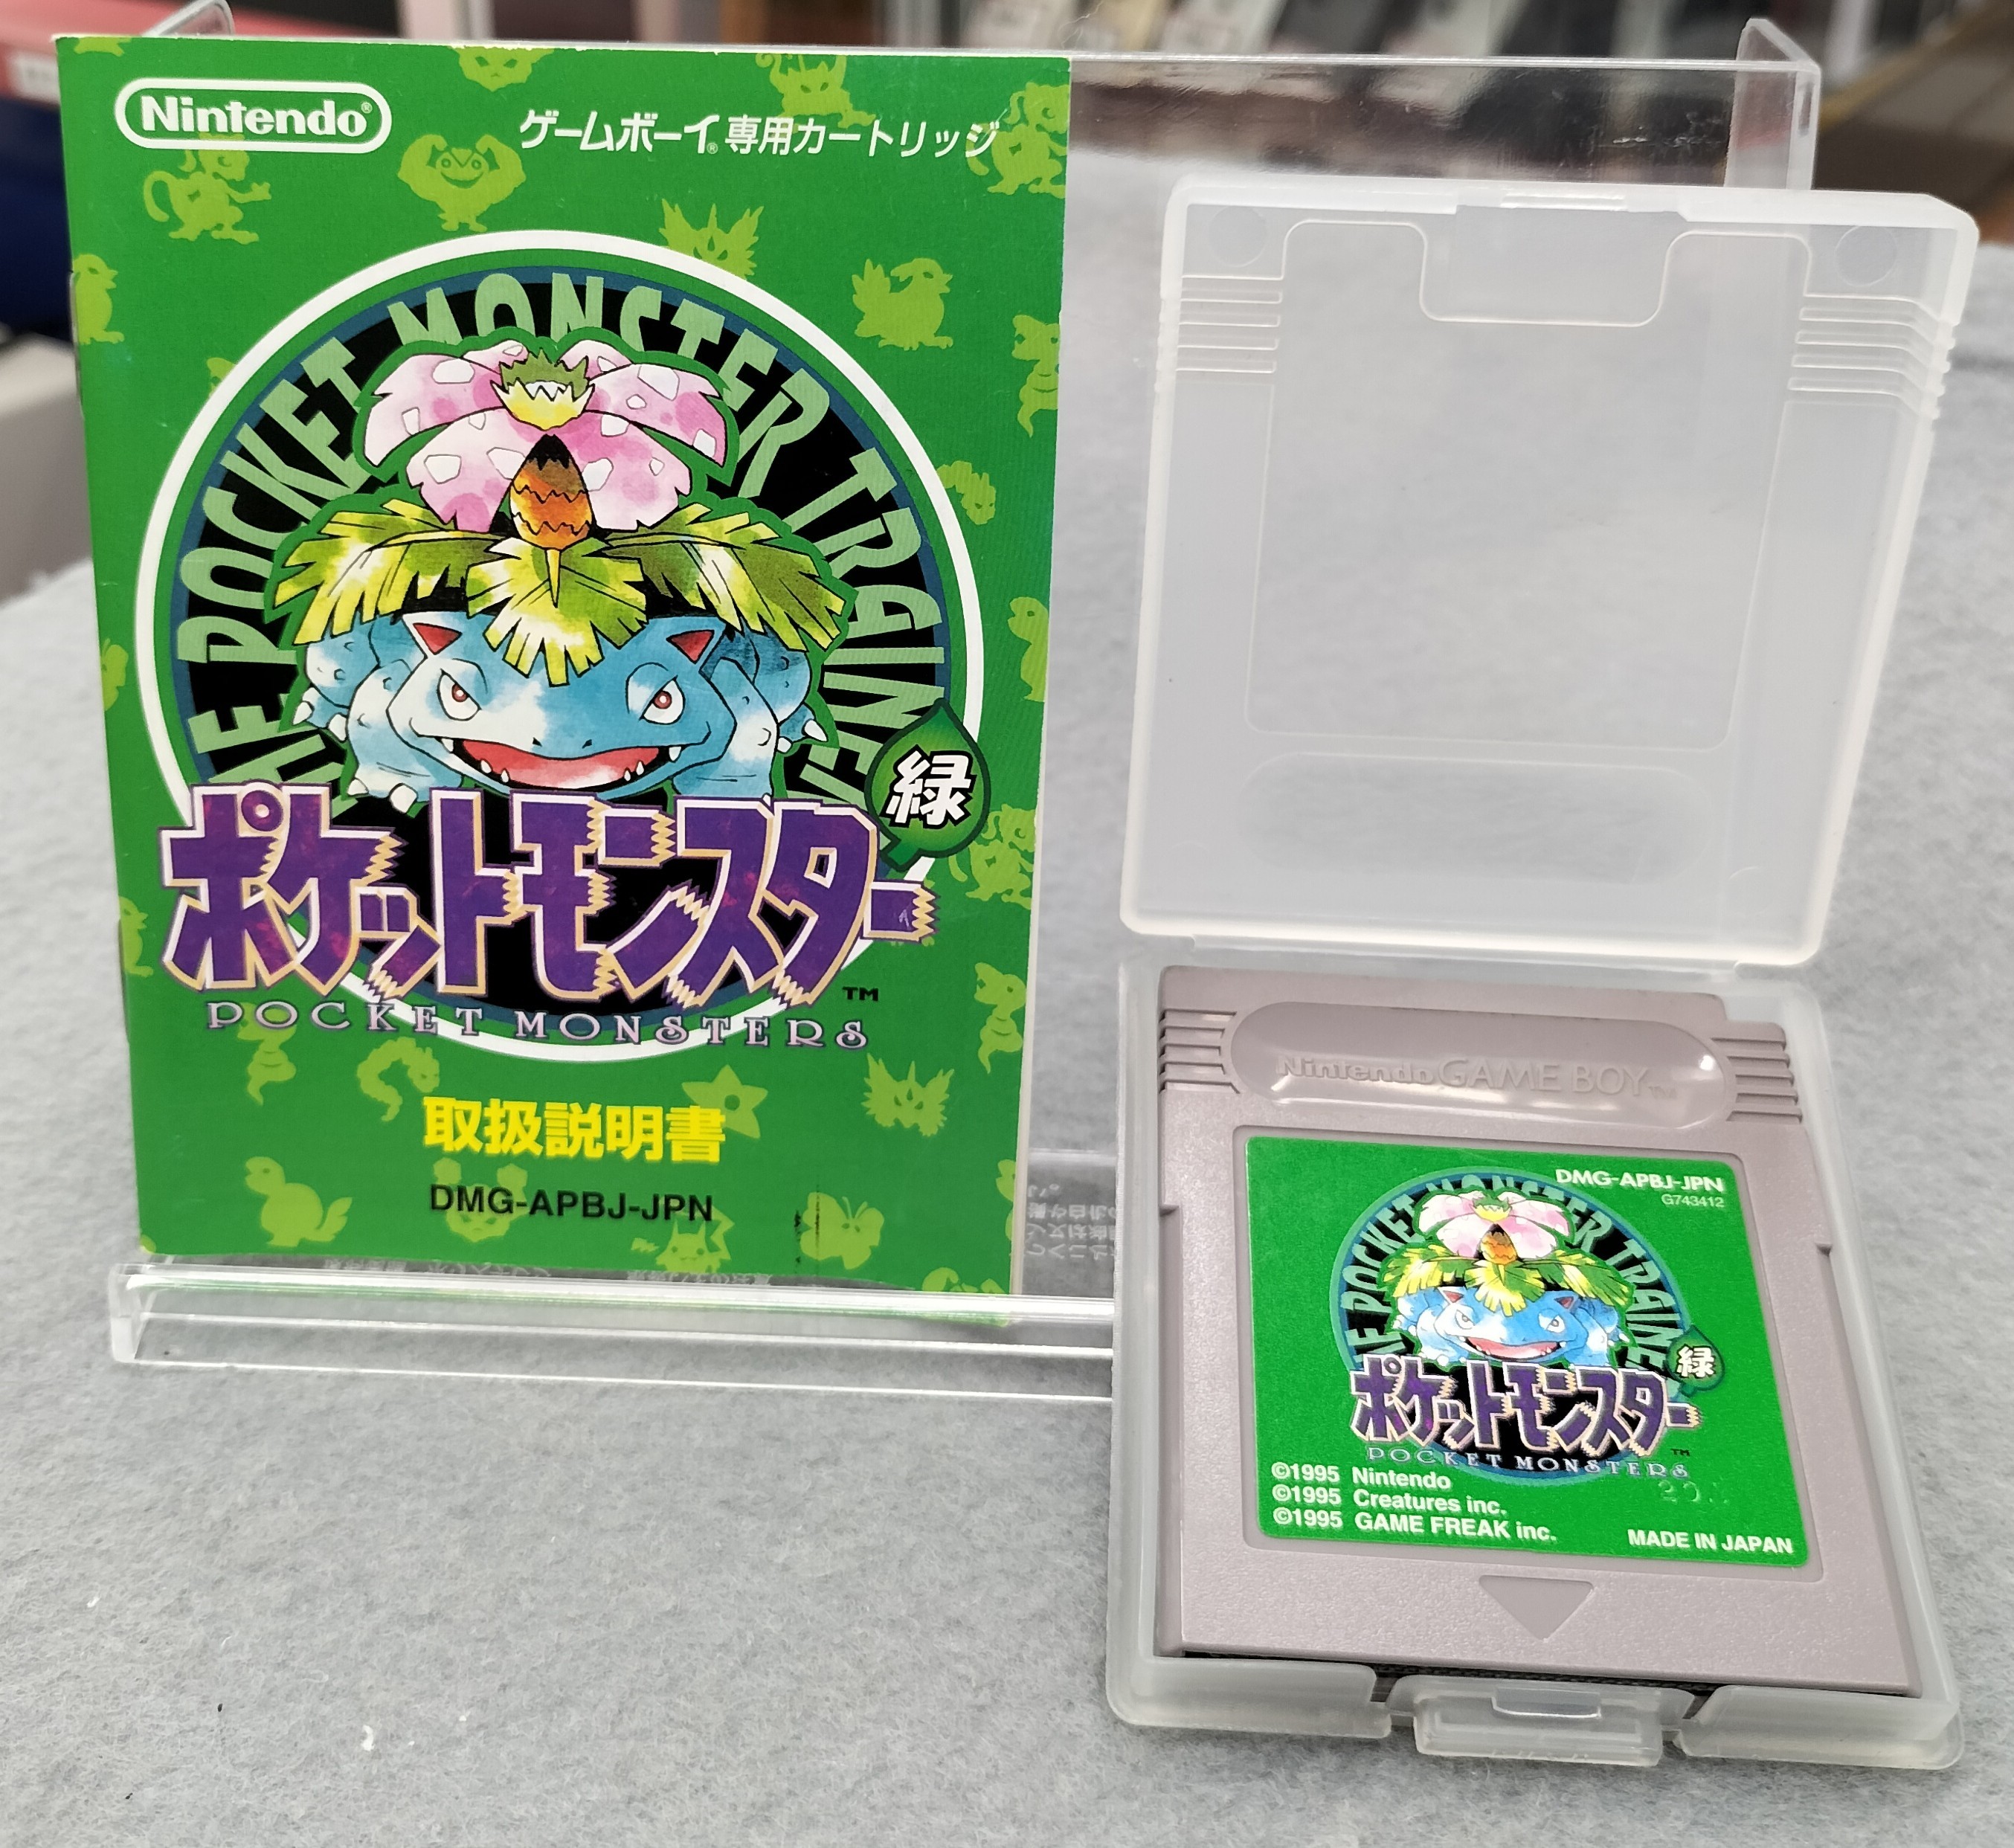 Nintendo®
ゲームボーイ®専用カートリッジ
THE POCKET MONSTER TRAINER
緑
ポケットモンスター
TM
POCKET MONSTERS
取扱説明書
DMG-APBJ-JPN
Nintendo GAME BOY™
DMG-APBJ-JPN
G743412
THE POCKET MONSTER TRAINER
緑
ポケットモンスター
TM
POCKET MONSTERS
©1995 Nintendo
©1995 Creatures inc.
©1995 GAME FREAK inc.
MADE IN JAPAN